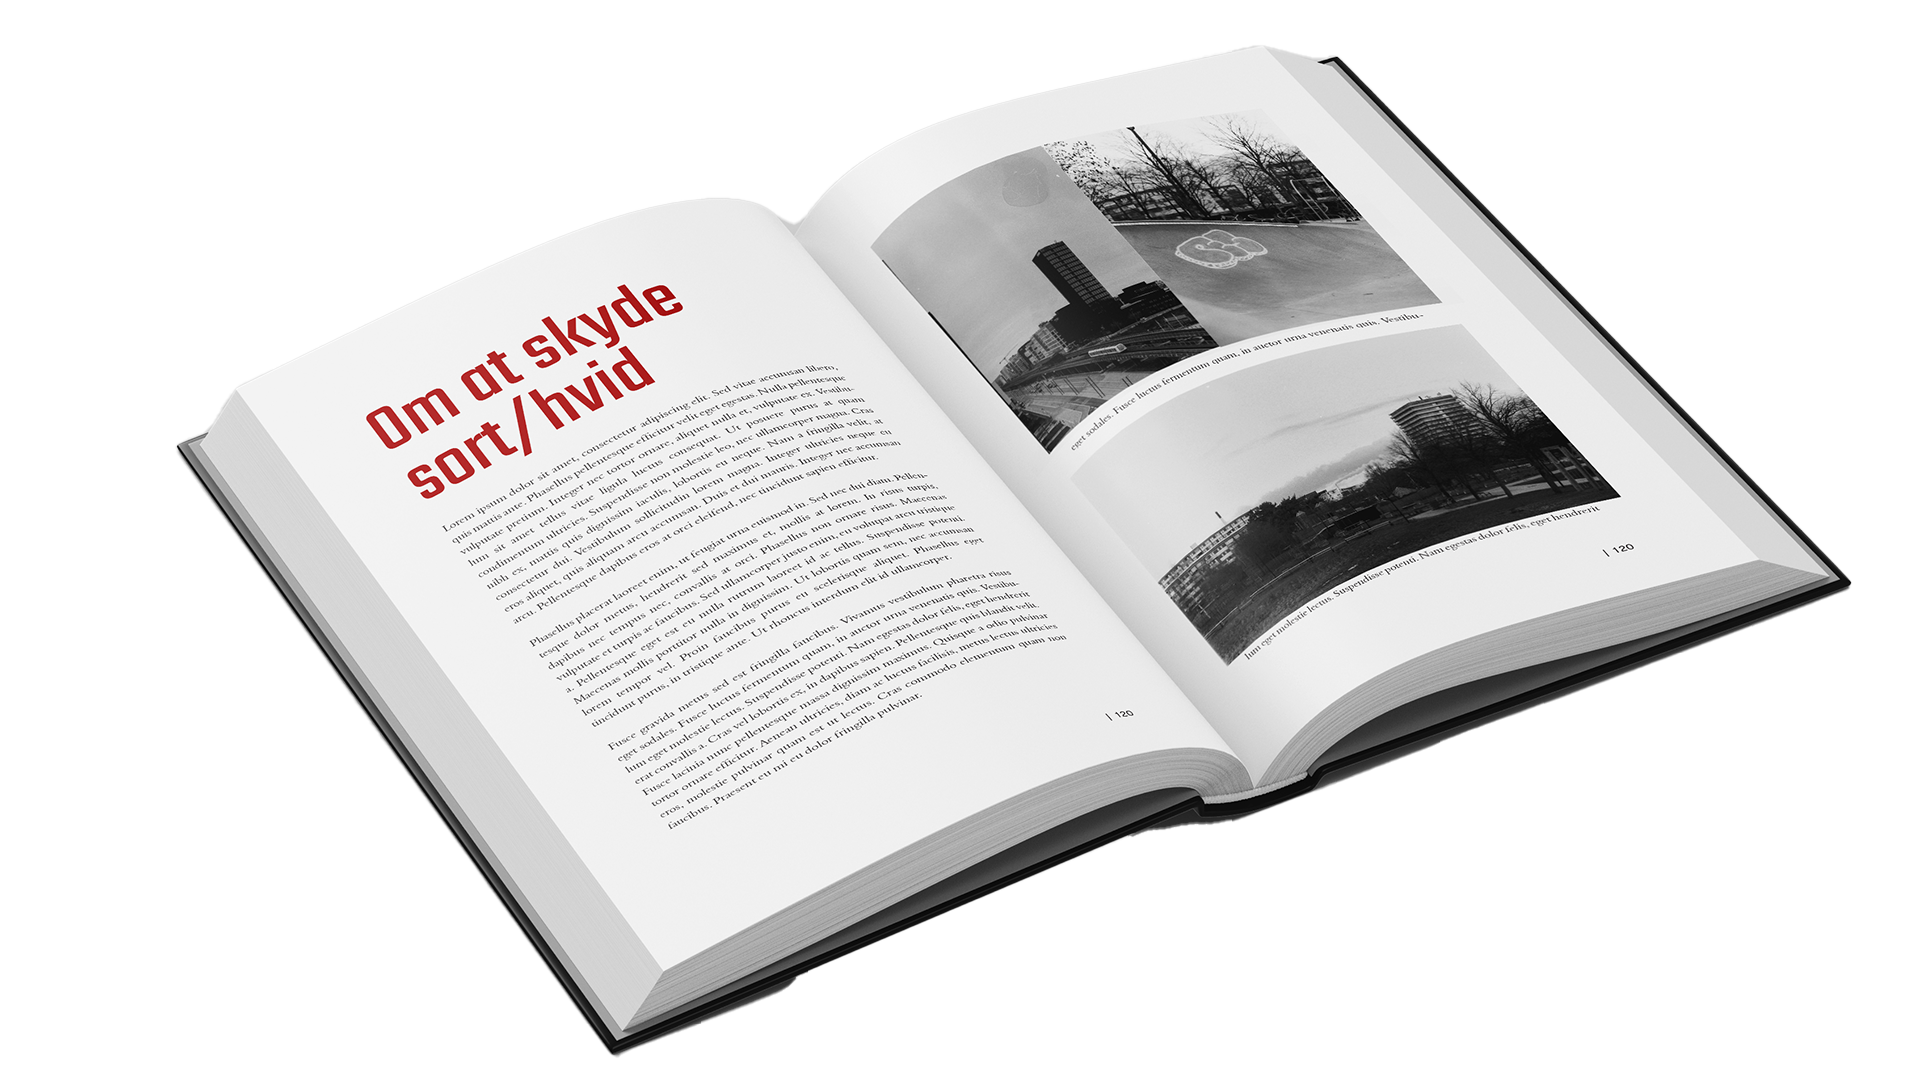 Om at skyde
sort/hvid
Lorem ipsum dolor sit amet, consectetur adipiscing elit. Sed vitae accumsan libero,
quis mattis ante. Phasellus pellentesque efficitur velit eget egestas. Nulla pellentesque
vulputate pretium. Integer nec tortor ornare, aliquet nulla et, vulputate ex. Vestibu-
lum sit amet tellus vitae ligula luctus consequat. Ut posuere purus at quam
condimentum ultricies. Suspendisse non molestie leo, nec ullamcorper magna. Cras
nibh ex, mattis quis dignissim iaculis, lobortis eu neque. Nam a fringilla velit, at
consectetur dui. Vestibulum sollicitudin lorem magna. Integer ultricies neque eu
eros aliquet, quis aliquam arcu accumsan. Duis et dui mauris. Integer nec accumsan
arcu. Pellentesque dapibus eros at orci eleifend, nec tincidunt sapien efficitur.
Phasellus placerat laoreet enim, ut feugiat urna euismod in. Sed nec dui diam. Pellen-
tesque dolor metus, hendrerit sed maximus et, mollis at lorem. In risus turpis,
dapibus nec tempus nec, convallis at orci. Phasellus non ornare risus. Maecenas
vulputate et turpis ac faucibus. Sed ullamcorper justo enim, eu volutpat arcu tristique
a. Pellentesque eget est eu nulla rutrum laoreet id ac tellus. Suspendisse potenti.
Maecenas mollis porttitor nulla in dignissim. Ut lobortis quam sem, nec accumsan
lorem tempor vel. Proin faucibus purus eu scelerisque aliquet. Phasellus eget
tincidunt purus, in tristique ante. Ut rhoncus interdum elit id ullamcorper.
Fusce gravida metus sed est fringilla faucibus. Vivamus vestibulum pharetra risus
eget sodales. Fusce luctus fermentum quam, in auctor urna venenatis quis. Vestibu-
lum eget molestie lectus. Suspendisse potenti. Nam egestas dolor felis, eget hendrerit
erat convallis a. Cras vel lobortis ex, in dapibus sapien. Pellentesque quis blandit velit.
Fusce lacinia nunc pellentesque massa dignissim maximus. Quisque a odio pulvinar
tortor ornare efficitur. Aenean ultricies, diam ac luctus facilisis, metus lectus ultricies
eros, molestie pulvinar quam est ut lectus. Cras commodo elementum quam non
faucibus. Praesent eu mi eu dolor fringilla pulvinar.
| 120
eget sodales. Fusce luctus fermentum quam, in auctor urna venenatis quis. Vestibu-
lum eget molestie lectus. Suspendisse potenti. Nam egestas dolor felis, eget hendrerit
| 120